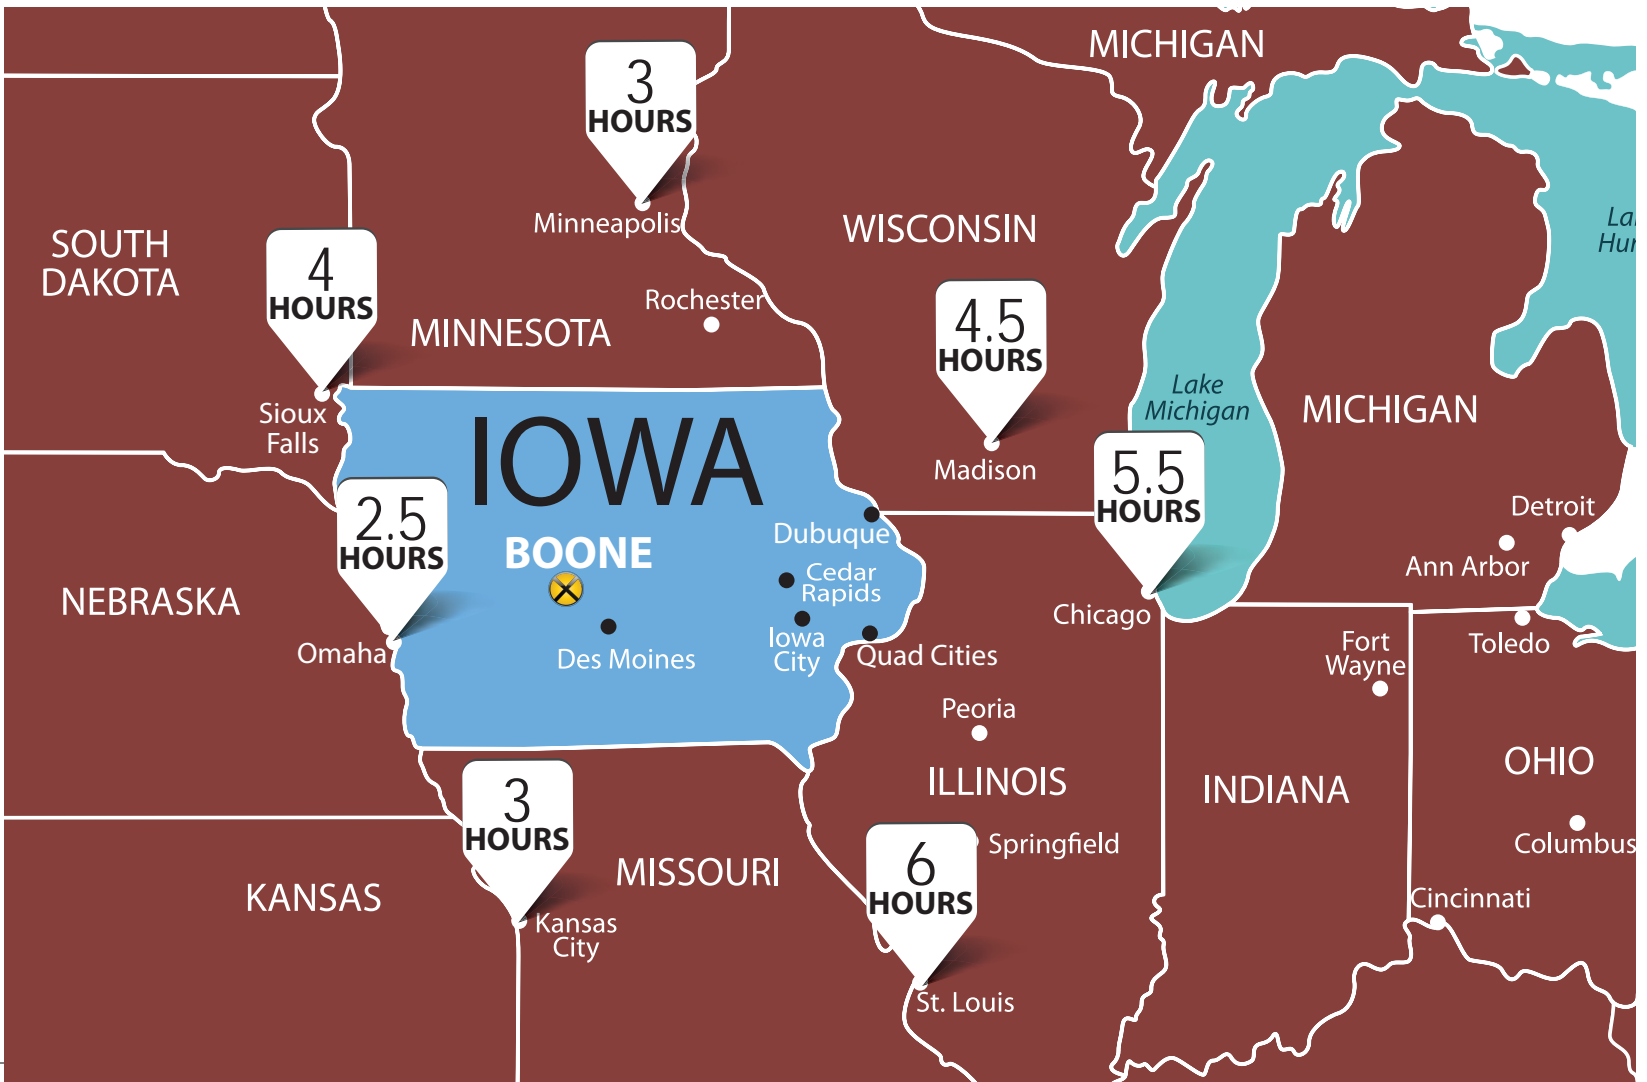 MICHIGAN
3
HOURS
Minneapolis
WISCONSIN
SOUTH
DAKOTA
4
HOURS
Rochester
MINNESOTA
4.5
HOURS
Madison
Lake
Michigan
MICHIGAN
Sioux
Falls
IOWA
2.5
HOURS
BOONE
Dubuque
Cedar
Rapids
5.5
HOURS
Chicago
Detroit
Ann Arbor
NEBRASKA
Omaha
Des Moines
Iowa
City
Quad Cities
Fort
Wayne
Toledo
Peoria
ILLINOIS
INDIANA
OHIO
3
HOURS
Kansas
City
KANSAS
MISSOURI
6
HOURS
Springfield
St. Louis
Columbus
Cincinnati